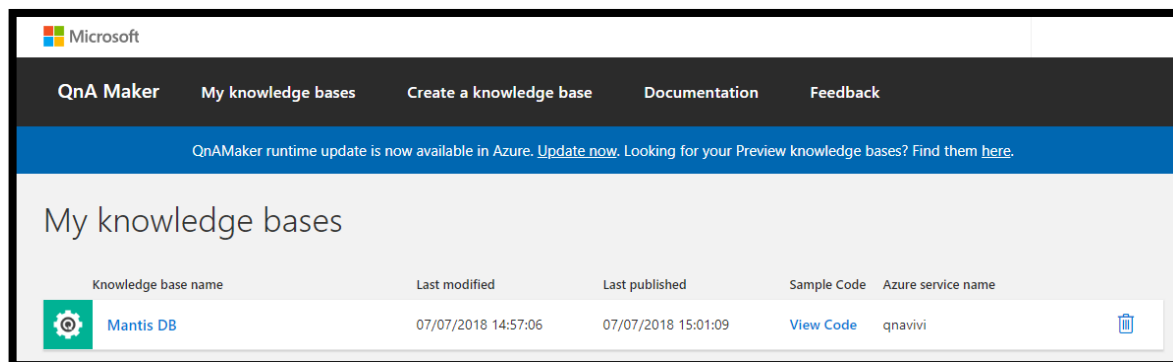 Microsoft
QnA Maker My knowledge bases Create a knowledge base Documentation Feedback
QnAMaker runtime update is now available in Azure. Update now. Looking for your Preview knowledge bases? Find them here.
My knowledge bases
Knowledge base name Last modified Last published Sample Code Azure service name
Mantis DB 07/07/2018 14:57:06 07/07/2018 15:01:09 View Code qnavivi